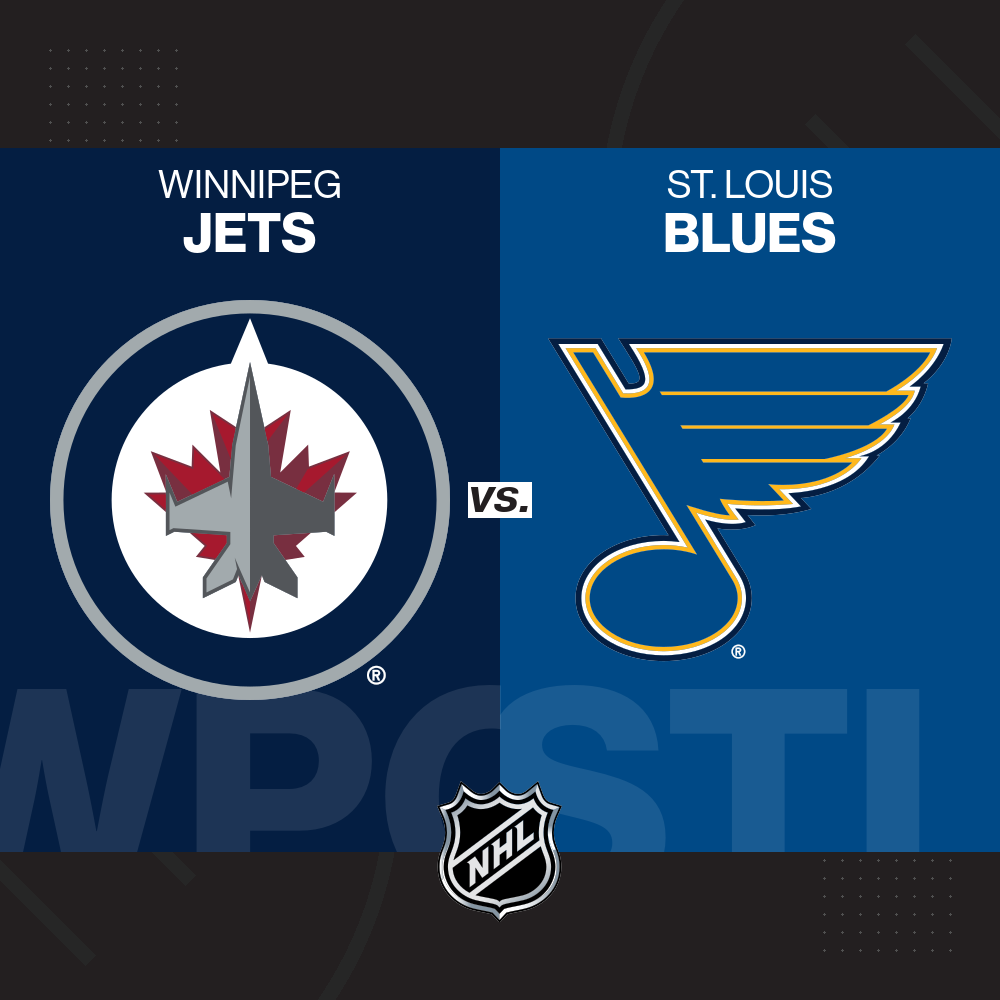 WINNIPEG
JETS
ST. LOUIS
BLUES
VS.
®
®
WPG
STL
NHL